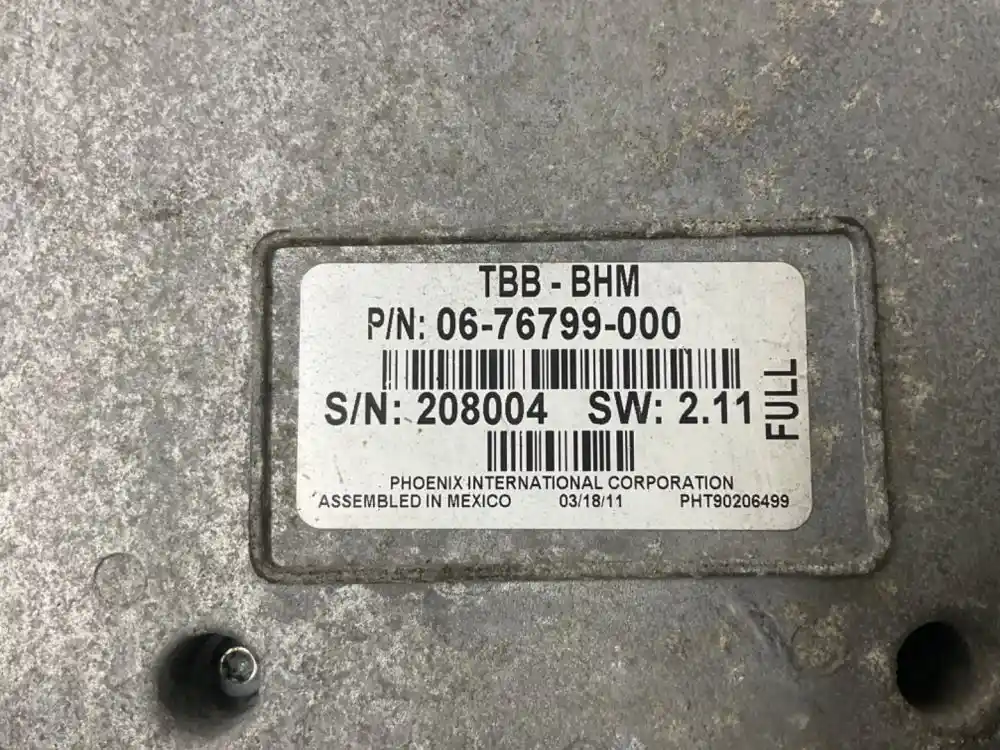 TBB - BHM
P/N: 06-76799-000
S/N: 208004 SW: 2.11
FULL
PHOENIX INTERNATIONAL CORPORATION
ASSEMBLED IN MEXICO 03/18/11 PHT90206499